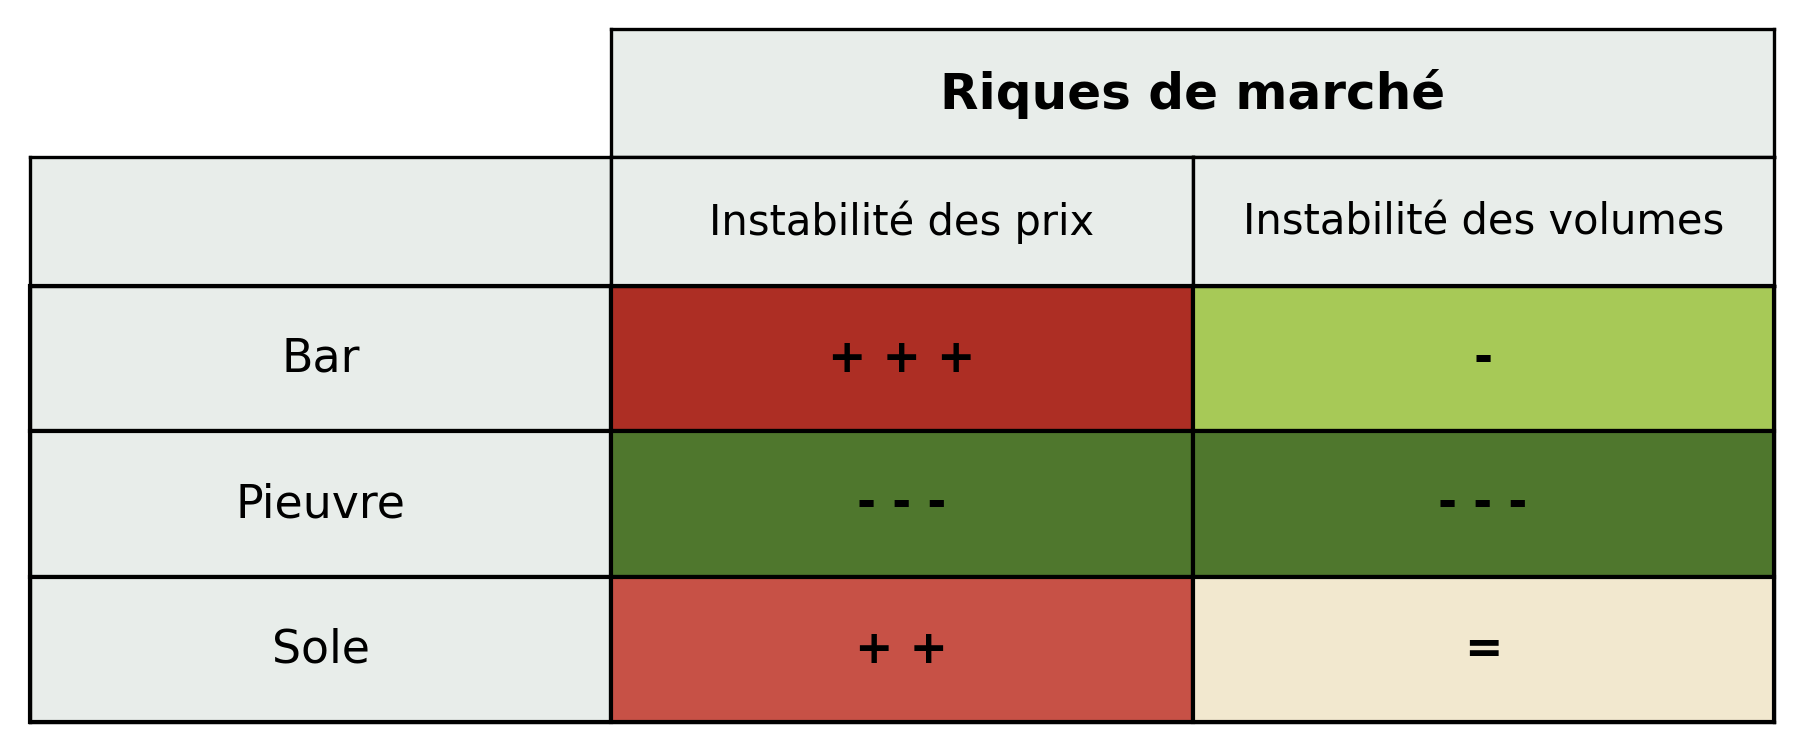 Riques de marché
Instabilité des prix Instabilité des volumes
Bar + + + -
Pieuvre - - - - - -
Sole + + =